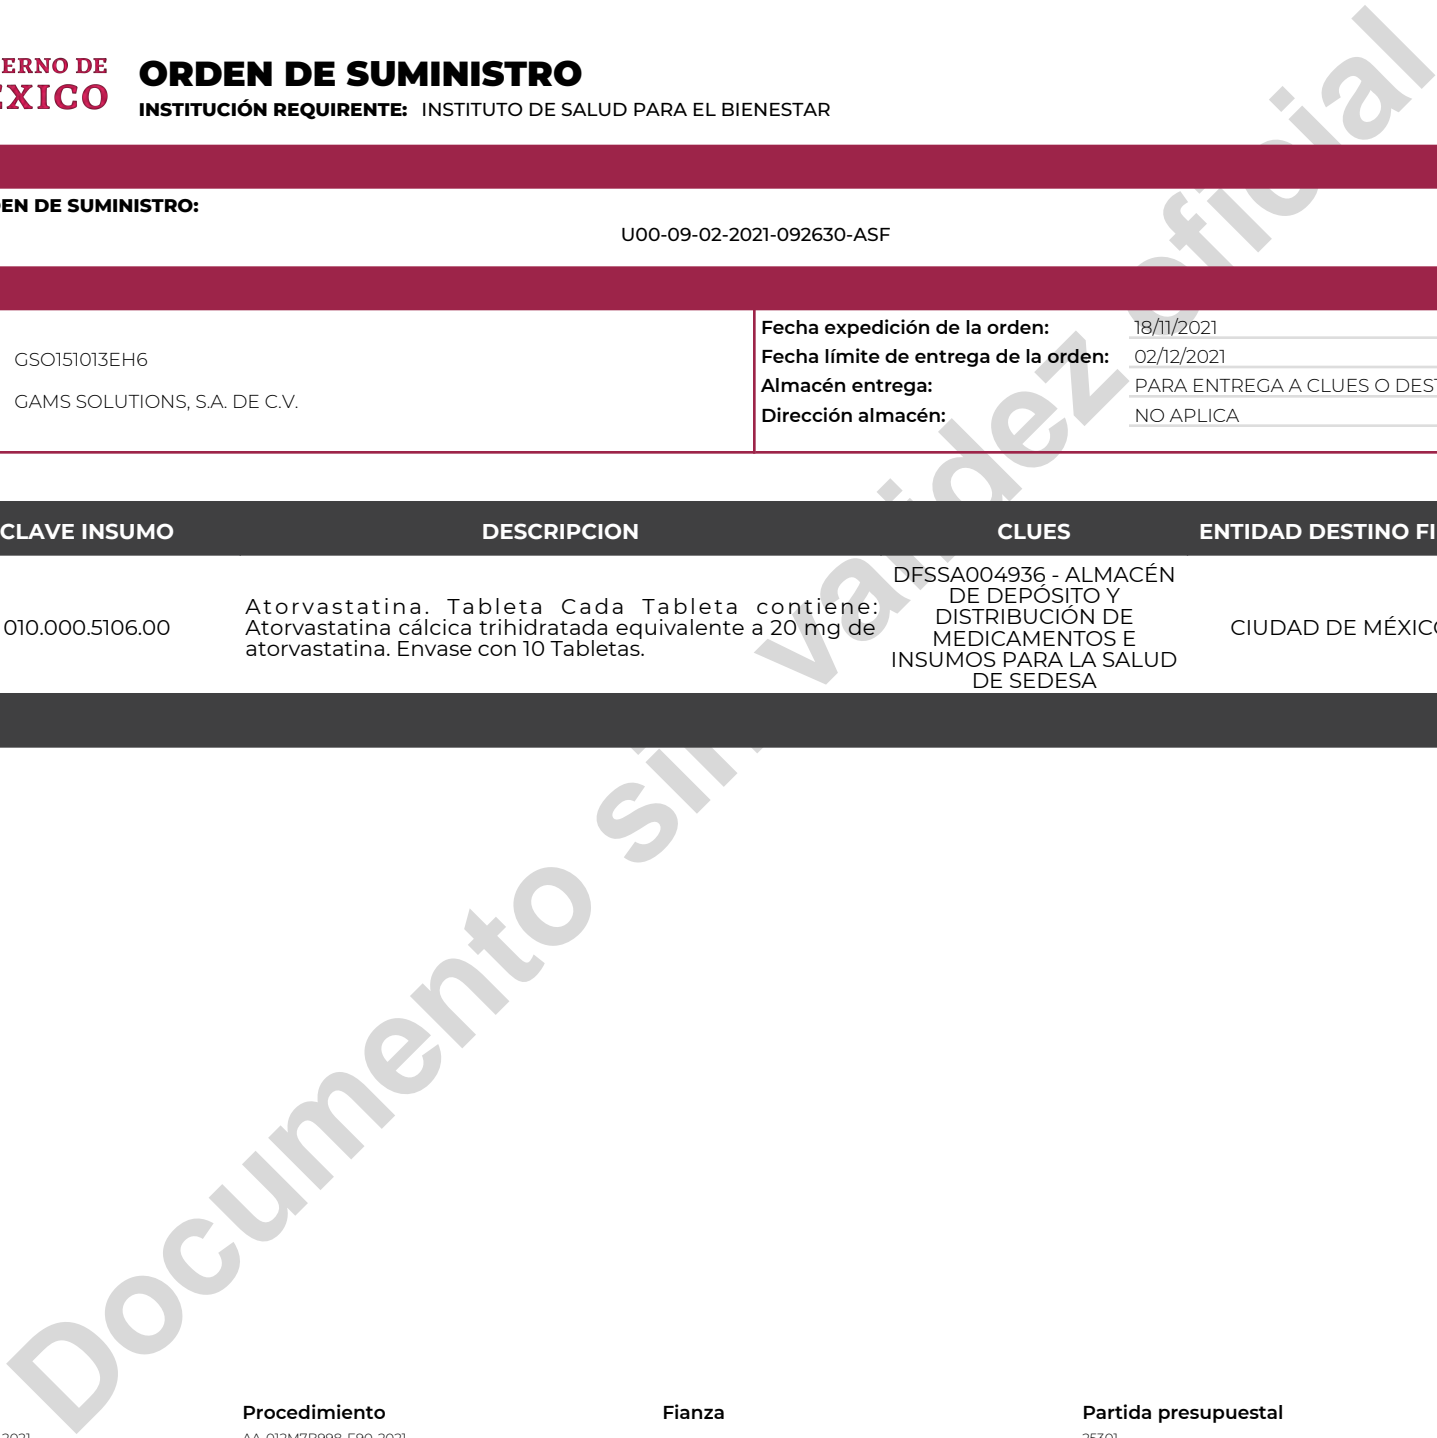 ERNO DE
ÉXICO
ORDEN DE SUMINISTRO
INSTITUCIÓN REQUIRENTE: INSTITUTO DE SALUD PARA EL BIENESTAR
EN DE SUMINISTRO:
U00-09-02-2021-092630-ASF
GSO151013EH6
GAMS SOLUTIONS, S.A. DE C.V.
Fecha expedición de la orden: 18/11/2021
Fecha límite de entrega de la orden: 02/12/2021
Almacén entrega: PARA ENTREGA A CLUES O DEST
Dirección almacén: NO APLICA
CLAVE INSUMO DESCRIPCION CLUES ENTIDAD DESTINO FI
010.000.5106.00
Atorvastatina. Tableta Cada Tableta contiene:
Atorvastatina cálcica trihidratada equivalente a 20 mg de
atorvastatina. Envase con 10 Tabletas.
DFSSA004936 - ALMACÉN
DE DEPÓSITO Y
DISTRIBUCIÓN DE
MEDICAMENTOS E
INSUMOS PARA LA SALUD
DE SEDESA
CIUDAD DE MÉXICO
Documento sin validez oficial
Procedimiento Fianza Partida presupuestal